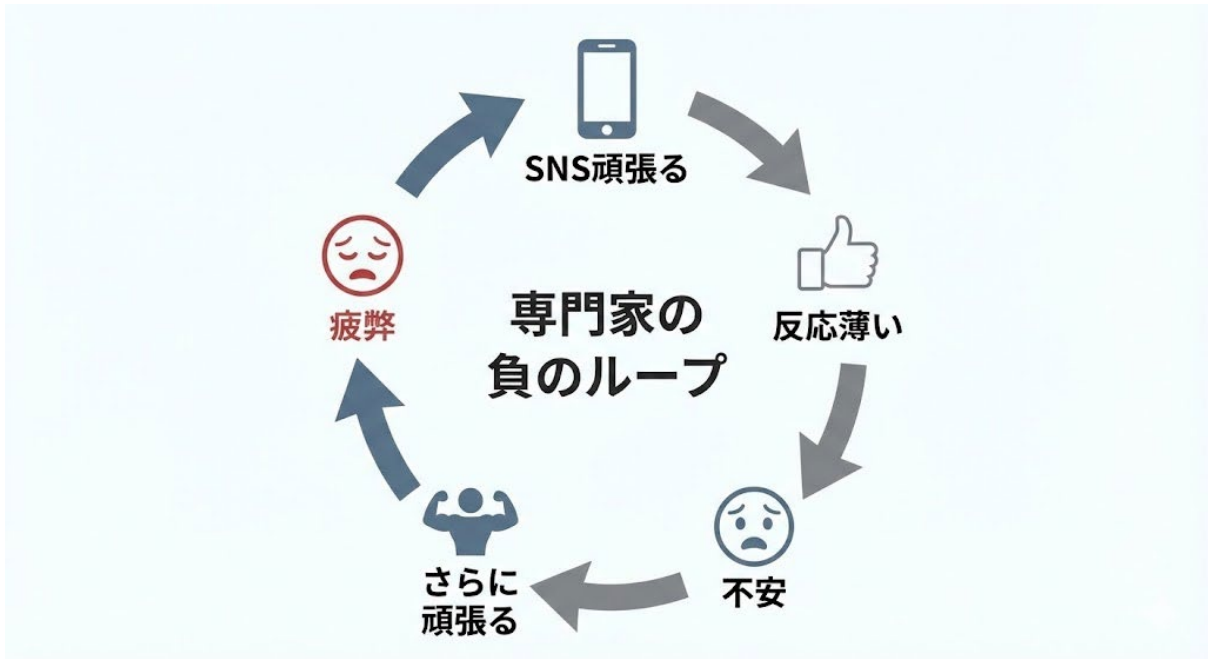 専門家の
負のループ
SNS頑張る
反応薄い
不安
さらに
頑張る
疲弊